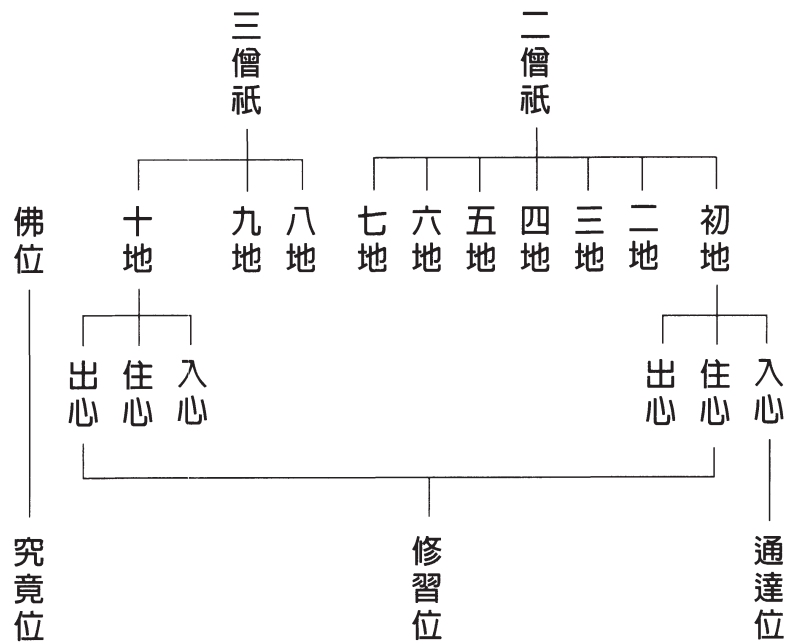 二僧祇
三僧祇
初地
二地
三地
四地
五地
六地
七地
八地
九地
十地
佛位
入心
住心
出心
入心
住心
出心
通達位
修習位
究竟位